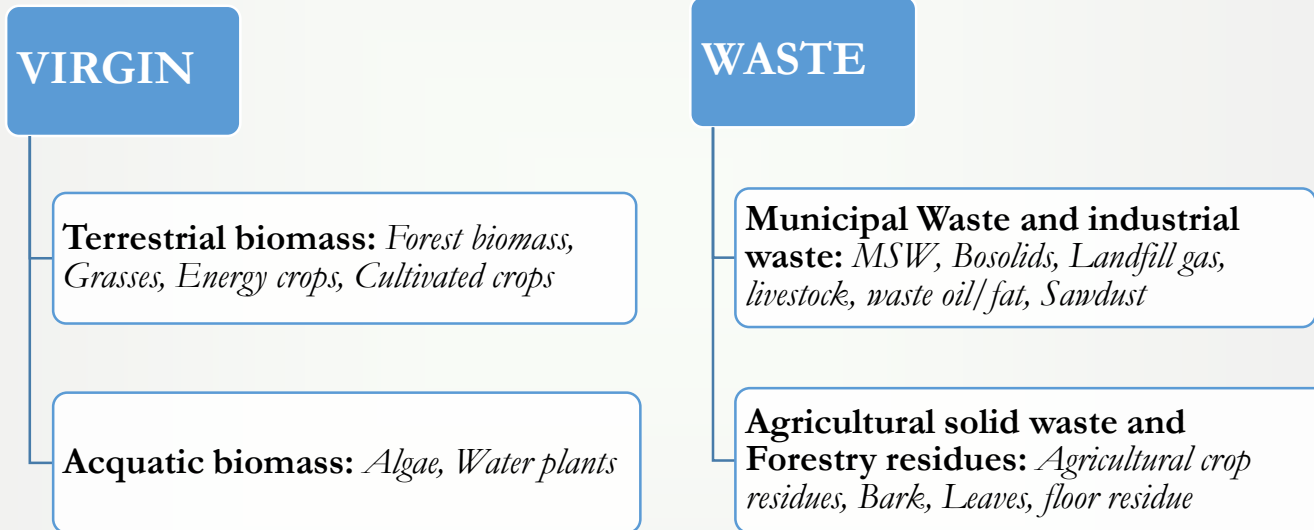 VIRGIN
Terrestrial biomass: Forest biomass,
Grasses, Energy crops, Cultivated crops
Acquatic biomass: Algae, Water plants
WASTE
Municipal Waste and industrial
waste: MSW, Bosolids, Landfill gas,
livestock, waste oil/fat, Sawdust
Agricultural solid waste and
Forestry residues: Agricultural crop
residues, Bark, Leaves, floor residue